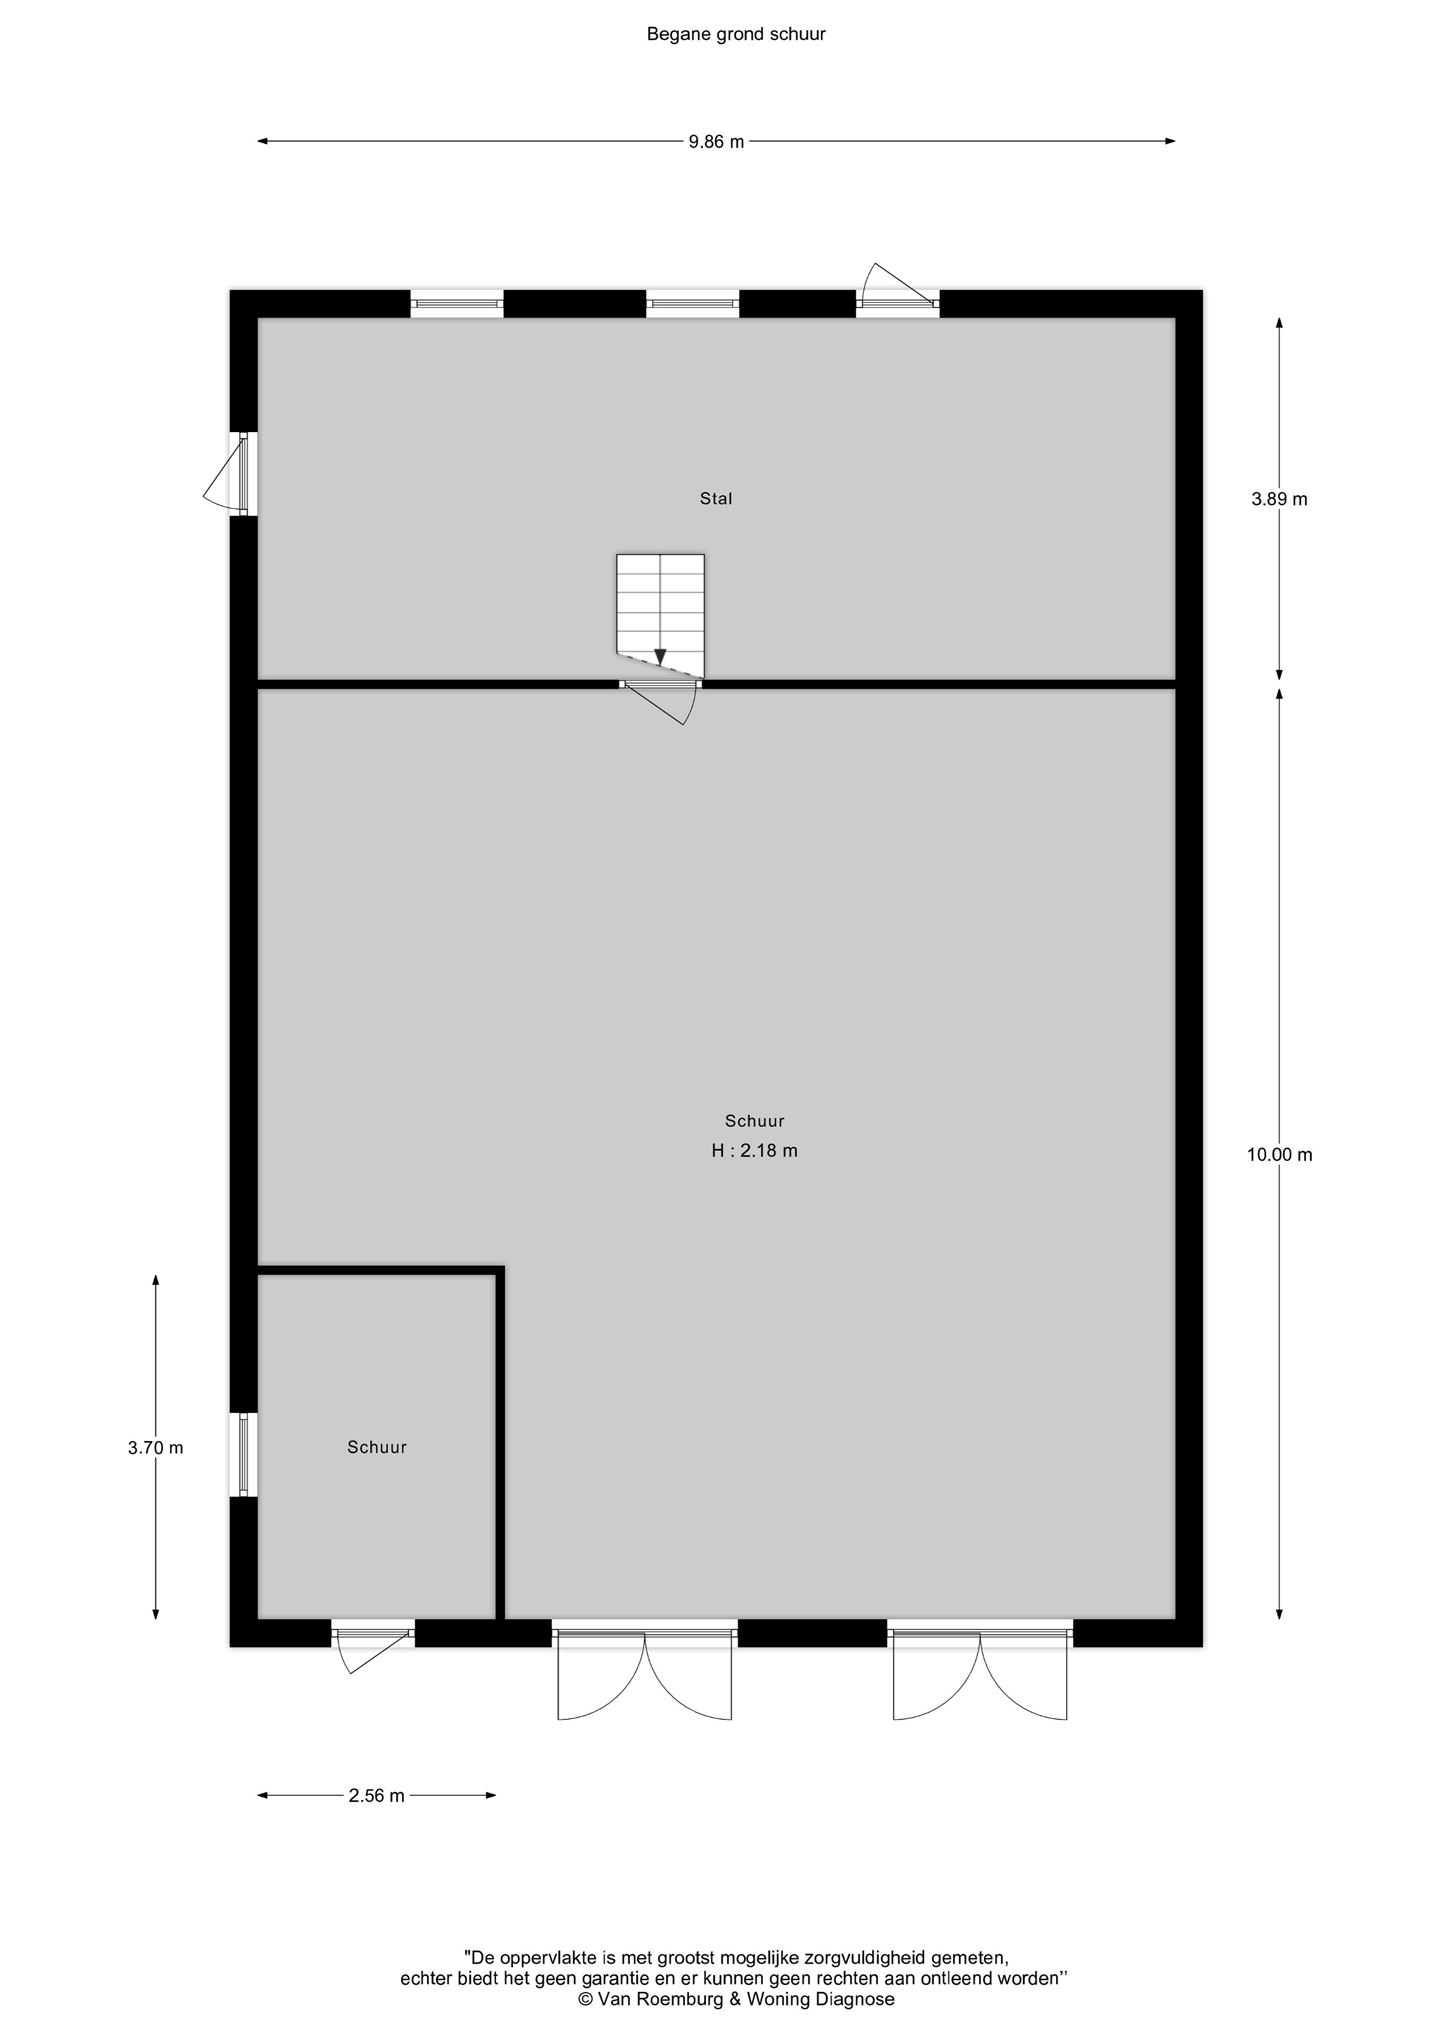 Begane grond schuur
9.86 m
Stal
3.89 m
Schuur
H : 2.18 m
10.00 m
3.70 m
Schuur
2.56 m
"De oppervlakte is met grootst mogelijke zorgvuldigheid gemeten,
echter biedt het geen garantie en er kunnen geen rechten aan ontleend worden’’
© Van Roemburg & Woning Diagnose